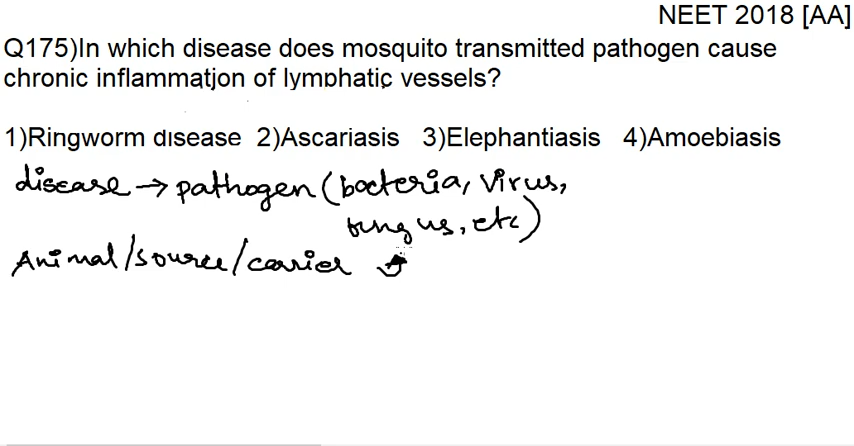 NEET 2018 [AA]
Q175)In which disease does mosquito transmitted pathogen cause
chronic inflammation of lymphatic vessels?
1)Ringworm disease 2)Ascariasis 3)Elephantiasis 4)Amoebiasis
disease → pathogen (bacteria, virus,
fungus, etc)
Animal/source/carrier